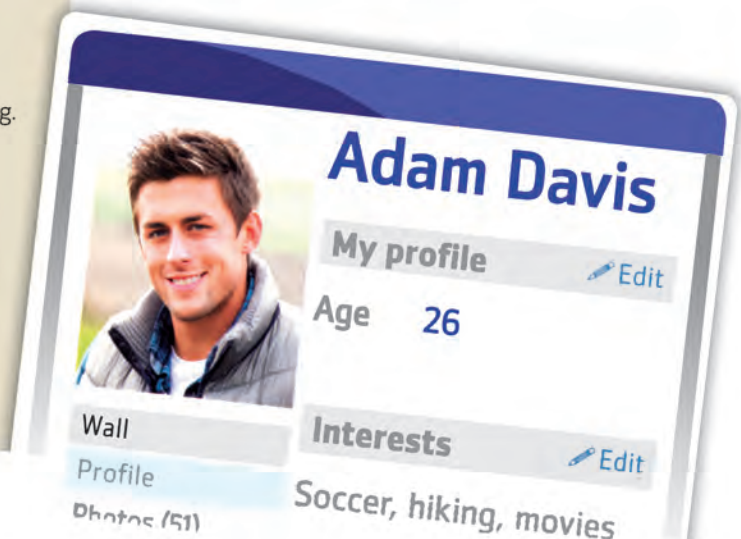 g.
Adam Davis
My profile Edit
Age 26
Interests Edit
Soccer, hiking, movies
Wall
Profile
Photos (51)